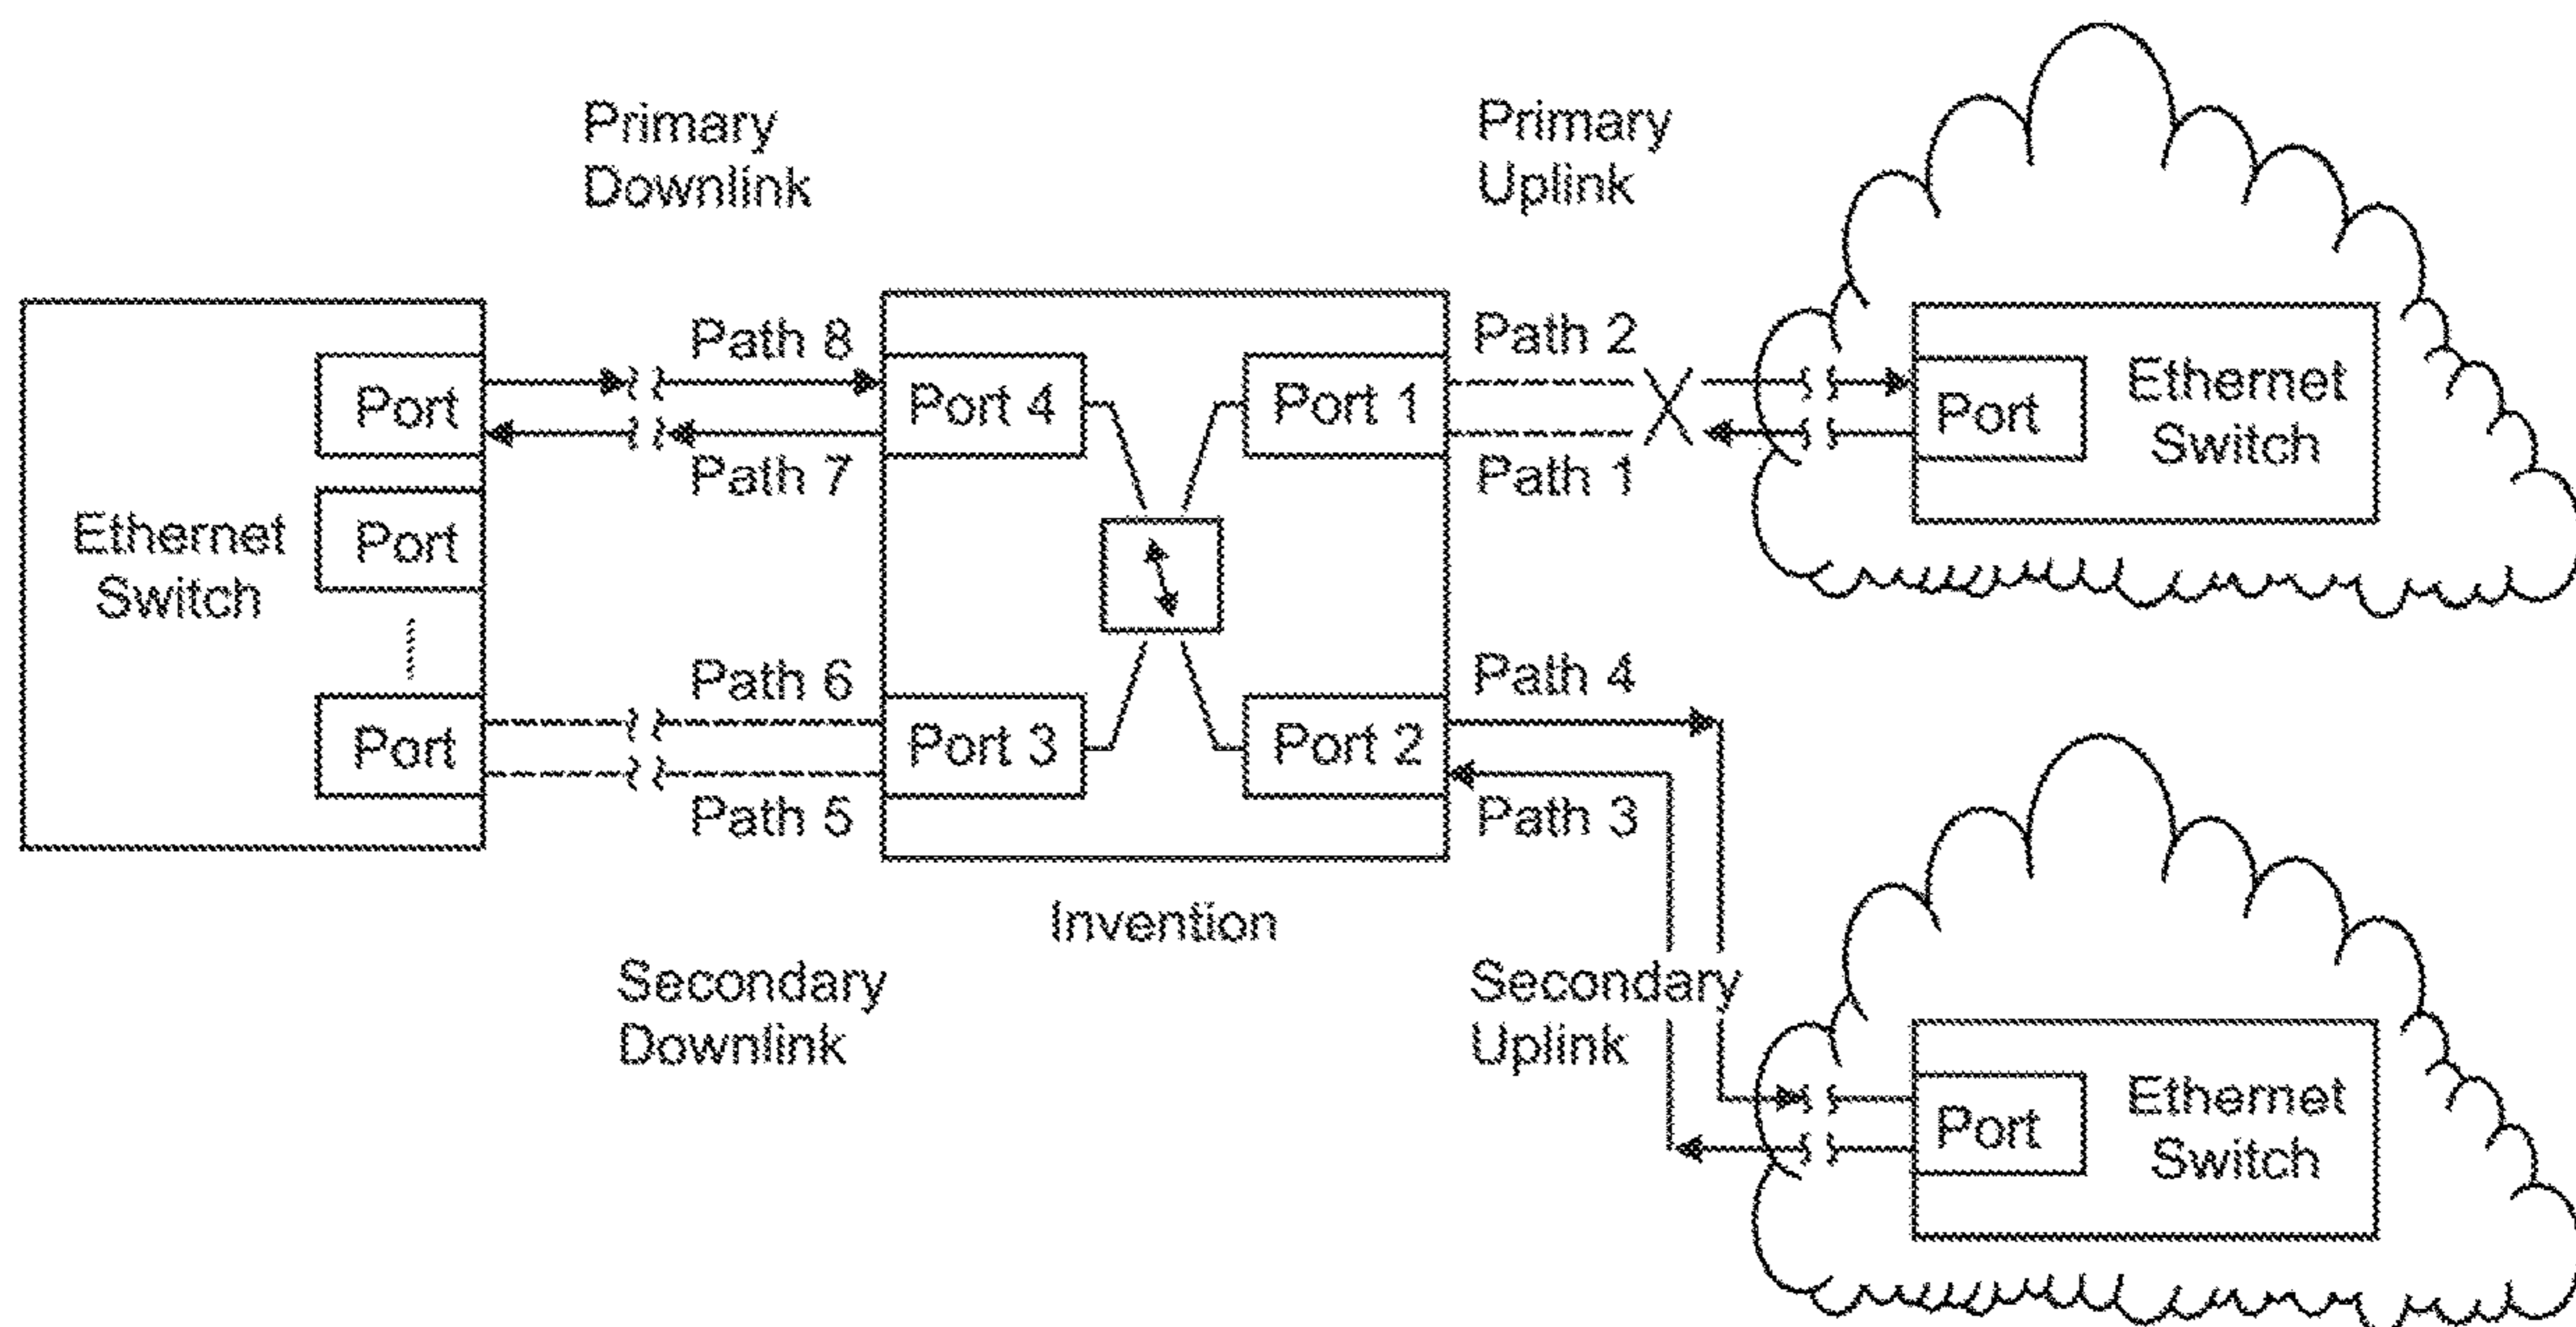 Primary
Downlink
Primary
Uplink
Path 8
Path 2
Port
Port 4
Port 1
Port
Ethernet
Switch
Path 7
Path 1
Ethernet
Switch
Port
Path 6
Path 4
Port
Port 3
Port 2
Path 5
Path 3
Invention
Secondary
Downlink
Secondary
Uplink
Port
Ethernet
Switch